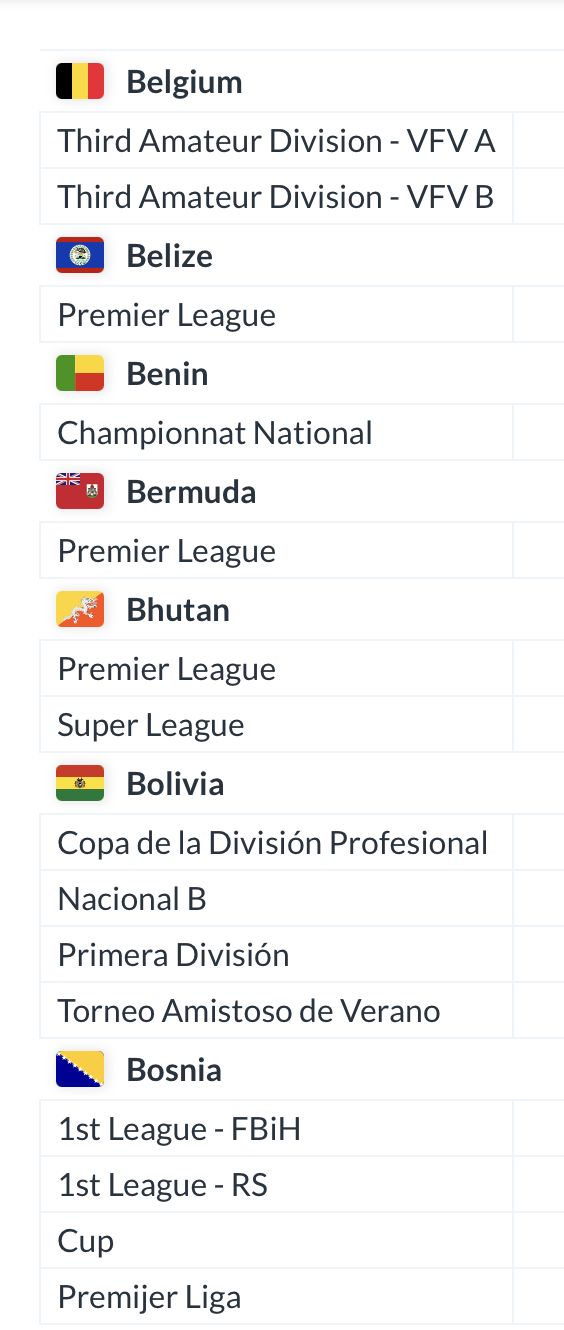 Belgium
Third Amateur Division - VFV A
Third Amateur Division - VFV B
Belize
Premier League
Benin
Championnat National
Bermuda
Premier League
Bhutan
Premier League
Super League
Bolivia
Copa de la División Profesional
Nacional B
Primera División
Torneo Amistoso de Verano
Bosnia
1st League - FBiH
1st League - RS
Cup
Premijer Liga